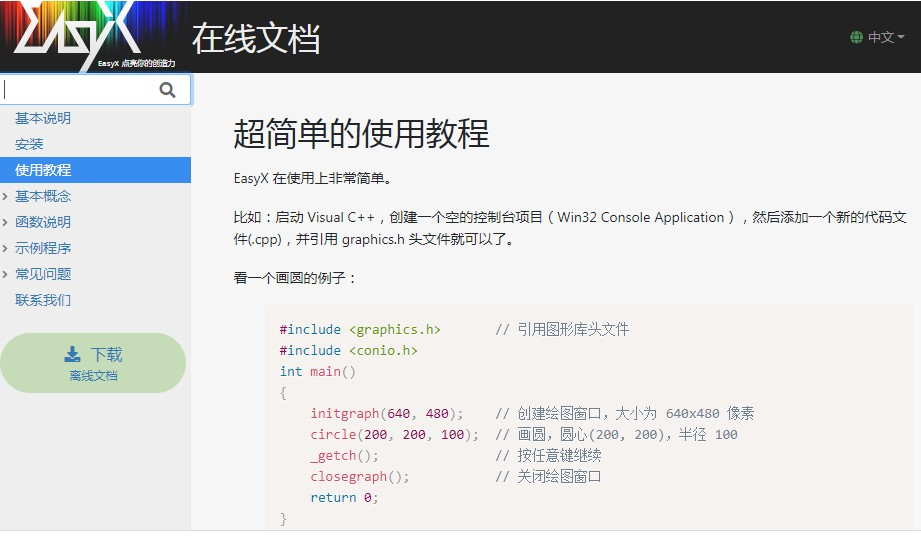 EasyX
EasyX 点亮你的创造力
在线文档
中文
基本说明
安装
使用教程
基本概念
函数说明
示例程序
常见问题
联系我们
下载
离线文档
超简单的使用教程
EasyX 在使用上非常简单。
比如：启动 Visual C++，创建一个空的控制台项目（Win32 Console Application），然后添加一个新的代码文
件(.cpp)，并引用 graphics.h 头文件就可以了。
看一个画圆的例子：
#include <graphics.h>       // 引用图形库头文件
#include <conio.h>
int main()
{
    initgraph(640, 480);    // 创建绘图窗口，大小为 640x480 像素
    circle(200, 200, 100);  // 画圆，圆心(200, 200)，半径 100
    _getch();               // 按任意键继续
    closegraph();           // 关闭绘图窗口
    return 0;
}